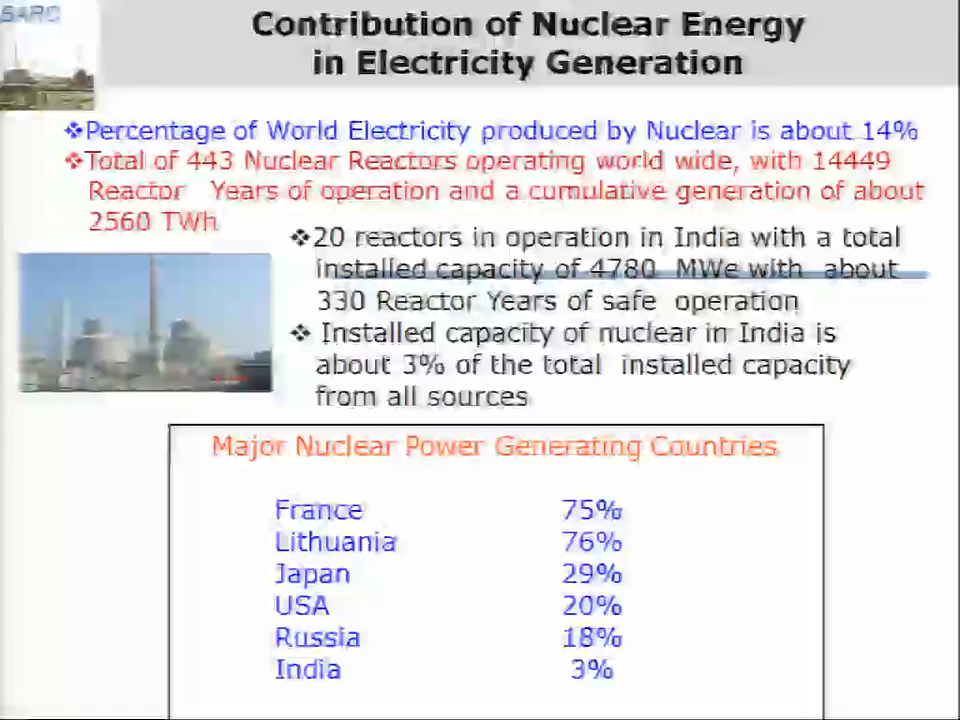 BARC
Contribution of Nuclear Energy
in Electricity Generation
❖Percentage of World Electricity produced by Nuclear is about 14%
❖Total of 443 Nuclear Reactors operating world wide, with 14449
Reactor Years of operation and a cumulative generation of about
2560 TWh
❖20 reactors in operation in India with a total
installed capacity of 4780 MWe with about
330 Reactor Years of safe operation
❖ Installed capacity of nuclear in India is
about 3% of the total installed capacity
from all sources
Major Nuclear Power Generating Countries
France 75%
Lithuania 76%
Japan 29%
USA 20%
Russia 18%
India 3%